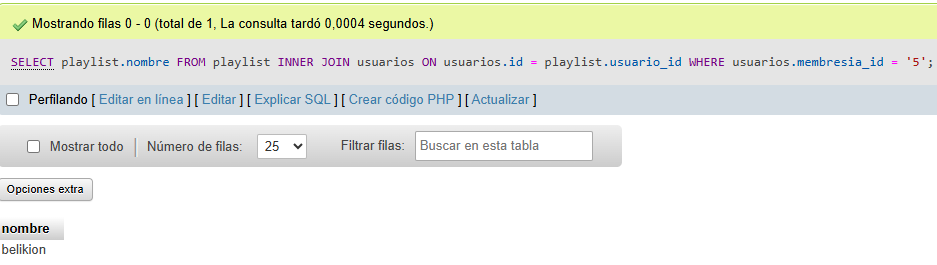 Mostrando filas 0 - 0 (total de 1, La consulta tardó 0,0004 segundos.)
SELECT playlist.nombre FROM playlist INNER JOIN usuarios ON usuarios.id = playlist.usuario_id WHERE usuarios.membresia_id = '5';
Perfilando [ Editar en línea ] [ Editar ] [ Explicar SQL ] [ Crear código PHP ] [ Actualizar ]
Mostrar todo Número de filas: 25 Filtrar filas: Buscar en esta tabla
Opciones extra
nombre
belikion